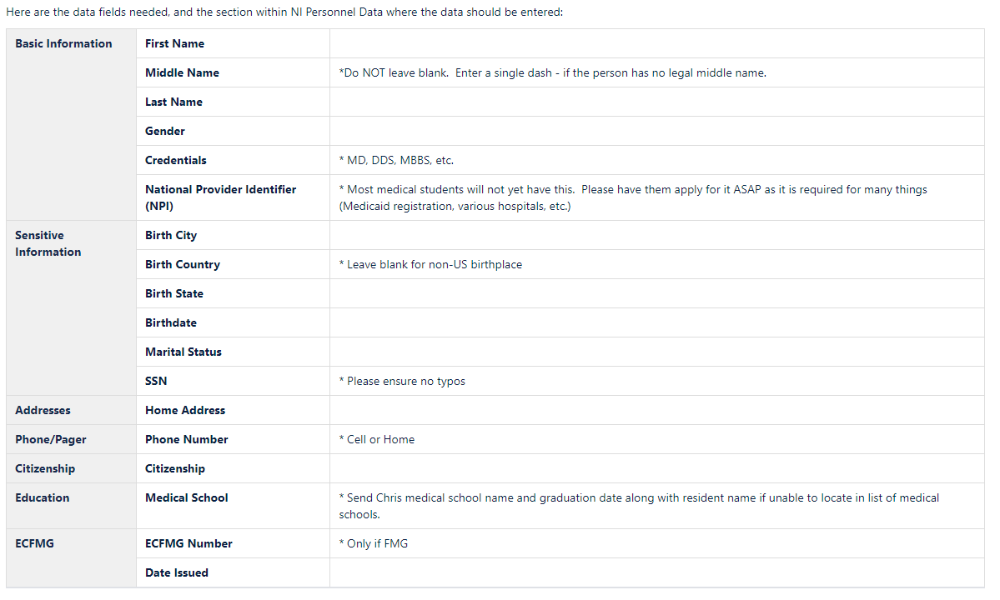 Here are the data fields needed, and the section within NI Personnel Data where the data should be entered:
Basic Information
First Name
Middle Name
*Do NOT leave blank.  Enter a single dash - if the person has no legal middle name.
Last Name
Gender
Credentials
* MD, DDS, MBBS, etc.
National Provider Identifier
(NPI)
* Most medical students will not yet have this.  Please have them apply for it ASAP as it is required for many things
(Medicaid registration, various hospitals, etc.)
Sensitive
Information
Birth City
Birth Country
* Leave blank for non-US birthplace
Birth State
Birthdate
Marital Status
SSN
* Please ensure no typos
Addresses
Home Address
Phone/Pager
Phone Number
* Cell or Home
Citizenship
Citizenship
Education
Medical School
* Send Chris medical school name and graduation date along with resident name if unable to locate in list of medical
schools.
ECFMG
ECFMG Number
* Only if FMG
Date Issued